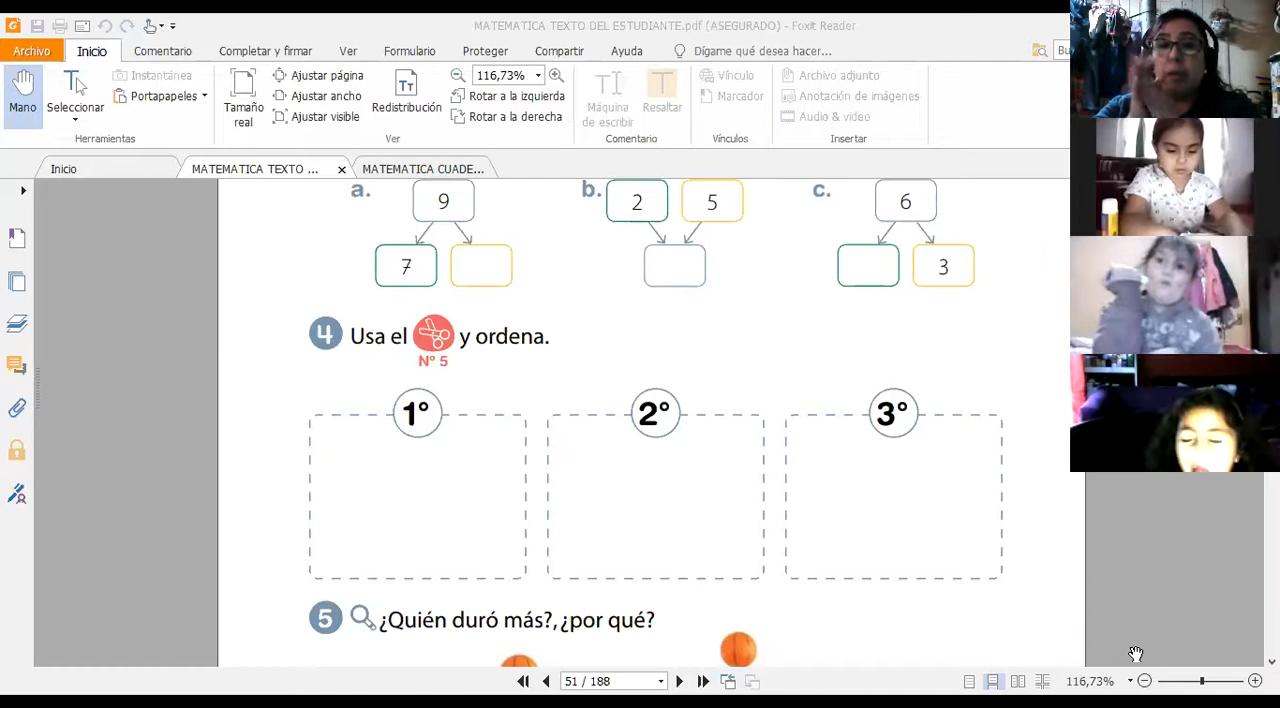 MATEMATICA TEXTO DEL ESTUDIANTE.pdf (ASEGURADO) - Foxit Reader
Archivo Inicio Comentario Completar y firmar Ver Formulario Proteger Compartir Ayuda Dígame qué desea hacer... Bu
Mano
Seleccionar
Instantánea
Portapapeles
Herramientas
Tamaño real
Ajustar página
Ajustar ancho
Ajustar visible
Redistribución
116,73%
Rotar a la izquierda
Rotar a la derecha
Ver
Máquina de escribir
Resaltar
Comentario
Vínculo
Marcador
Vínculos
Archivo adjunto
Anotación de imágenes
Audio & video
Insertar
Inicio MATEMATICA TEXTO ... MATEMATICA CUADE...
a. 9 b. 2 5 c. 6
7 3
4 Usa el y ordena.
N° 5
1° 2° 3°
5 ¿Quién duró más?, ¿por qué?
51 / 188 116,73%